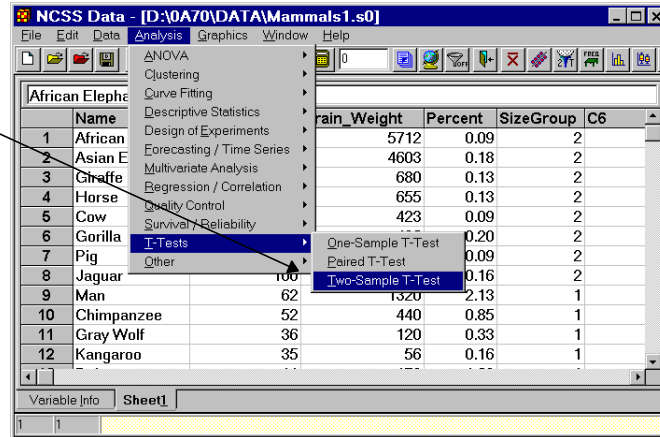 NCSS Data - [D:\0A70\DATA\Mammals1.s0]
File Edit Data Analysis Graphics Window Help
0
African Elepha
ANOVA
Clustering
Curve Fitting
Descriptive Statistics
Design of Experiments
Forecasting / Time Series
Multivariate Analysis
Regression / Correlation
Quality Control
Survival / Reliability
T-Tests
Other
One-Sample T-Test
Paired T-Test
Two-Sample T-Test
Name rain_Weight Percent SizeGroup C6
1 African 5712 0.09 2
2 Asian E 4603 0.18 2
3 Giraffe 680 0.13 2
4 Horse 655 0.13 2
5 Cow 423 0.09 2
6 Gorilla 0.20 2
7 Pig 0.09 2
8 Jaguar 100 0.16 2
9 Man 62 1320 2.13 1
10 Chimpanzee 52 440 0.85 1
11 Gray Wolf 36 120 0.33 1
12 Kangaroo 35 56 0.16 1
Variable Info Sheet1
1 1